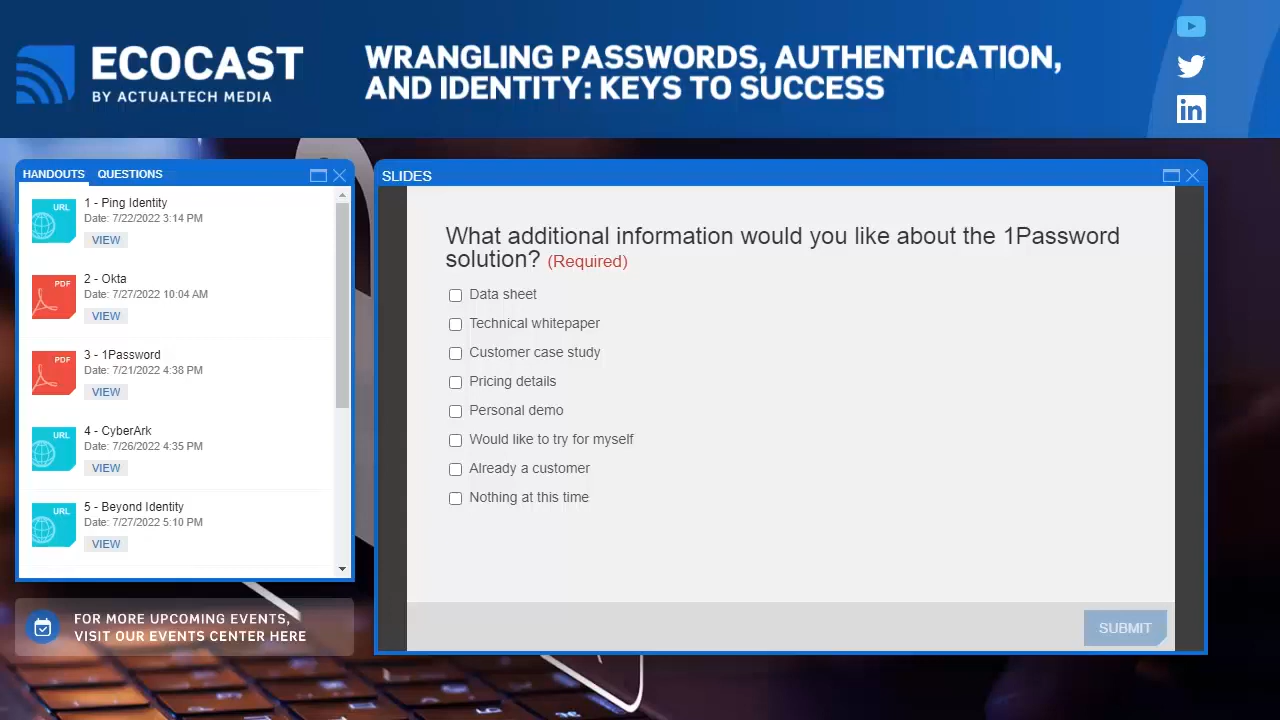 ECOCAST
BY ACTUALTECH MEDIA
WRANGLING PASSWORDS, AUTHENTICATION,
AND IDENTITY: KEYS TO SUCCESS
in
HANDOUTS QUESTIONS
URL
1 - Ping Identity
Date: 7/22/2022 3:14 PM
VIEW
PDF
2 - Okta
Date: 7/27/2022 10:04 AM
VIEW
PDF
3 - 1Password
Date: 7/21/2022 4:38 PM
VIEW
URL
4 - CyberArk
Date: 7/26/2022 4:35 PM
VIEW
URL
5 - Beyond Identity
Date: 7/27/2022 5:10 PM
VIEW
FOR MORE UPCOMING EVENTS,
VISIT OUR EVENTS CENTER HERE
SLIDES
What additional information would you like about the 1Password
solution? (Required)
Data sheet
Technical whitepaper
Customer case study
Pricing details
Personal demo
Would like to try for myself
Already a customer
Nothing at this time
SUBMIT